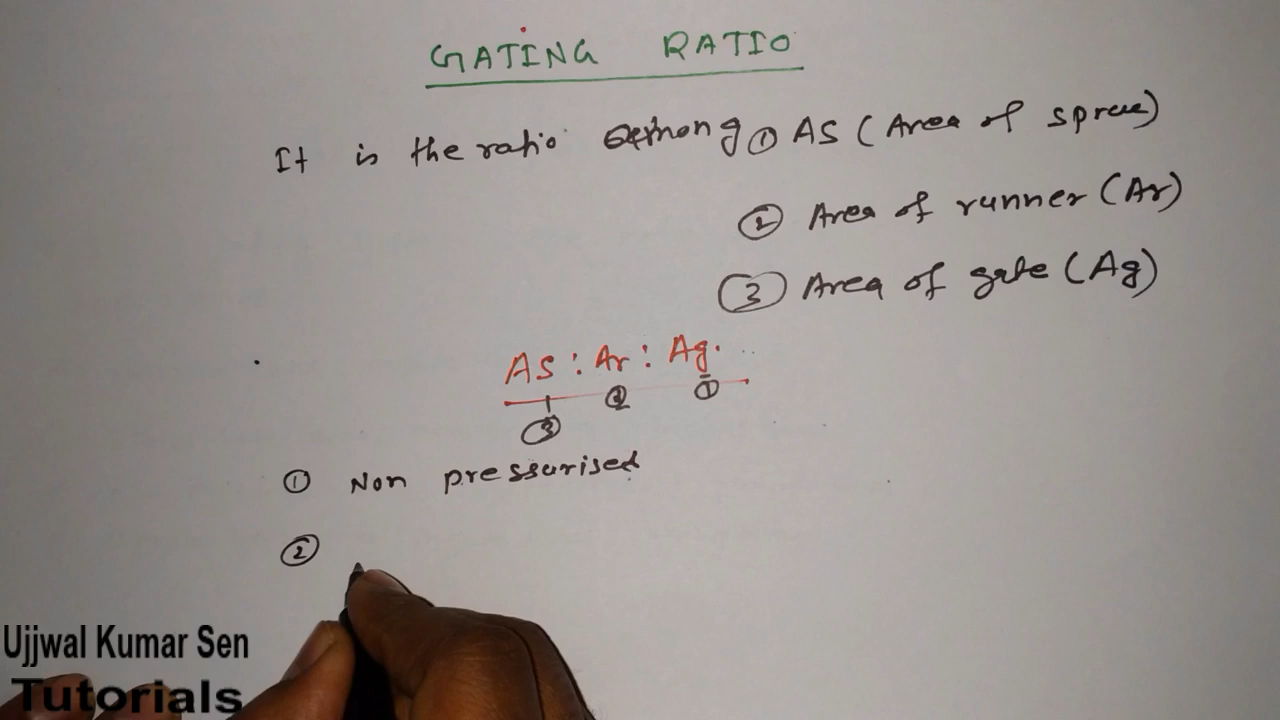 GATING RATIO
It is the ratio among ① AS (Area of sprue)
② Area of runner (Ar)
③ Area of gate (Ag)
AS : Ar : Ag.
③ ② ①
① Non pressurised
②
Ujjwal Kumar Sen
Tutorials